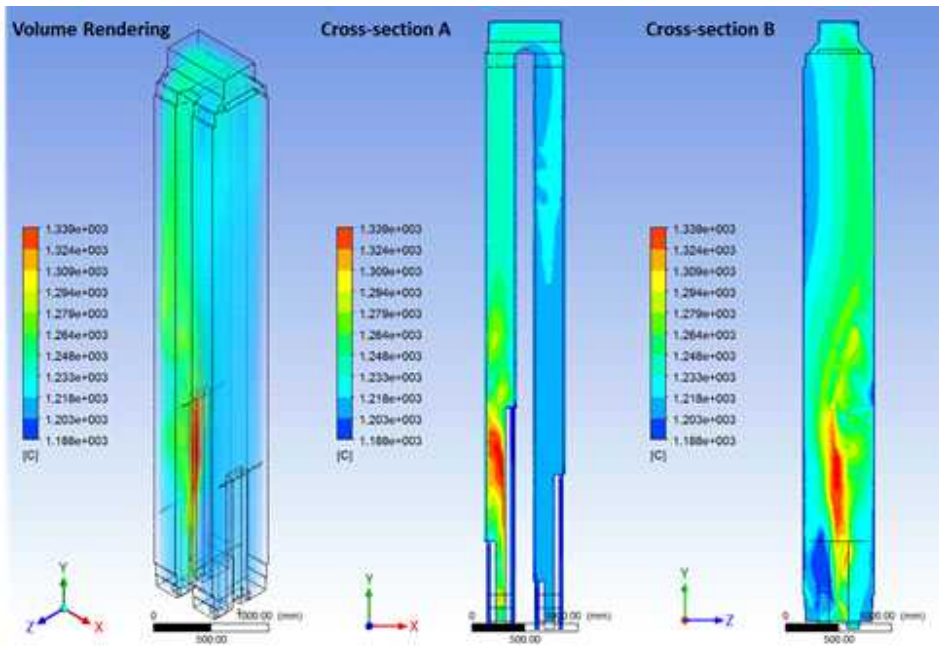 Volume Rendering
1.339e+003
1.324e+003
1.309e+003
1.294e+003
1.279e+003
1.264e+003
1.248e+003
1.233e+003
1.218e+003
1.203e+003
1.188e+003
[C]
Y
Z
X
0
1000.00 (mm)
500.00
Cross-section A
1.339e+003
1.324e+003
1.309e+003
1.294e+003
1.279e+003
1.264e+003
1.248e+003
1.233e+003
1.218e+003
1.203e+003
1.188e+003
[C]
Y
X
0
1000.00 (mm)
500.00
Cross-section B
1.339e+003
1.324e+003
1.309e+003
1.294e+003
1.279e+003
1.264e+003
1.248e+003
1.233e+003
1.218e+003
1.203e+003
1.188e+003
[C]
Y
Z
0
1000.00 (mm)
500.00